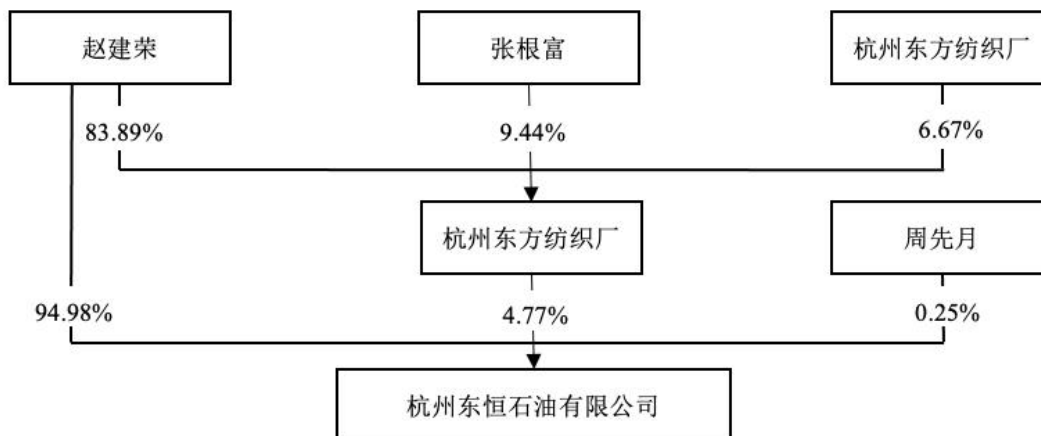 赵建荣
张根富
杭州东方纺织厂
83.89%
9.44%
6.67%
杭州东方纺织厂
周先月
94.98%
4.77%
0.25%
杭州东恒石油有限公司